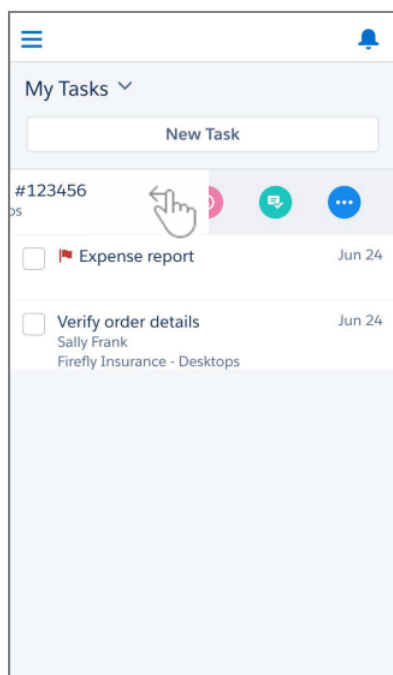 My Tasks
New Task
#123456
os
Expense report Jun 24
Verify order details Jun 24
Sally Frank
Firefly Insurance - Desktops